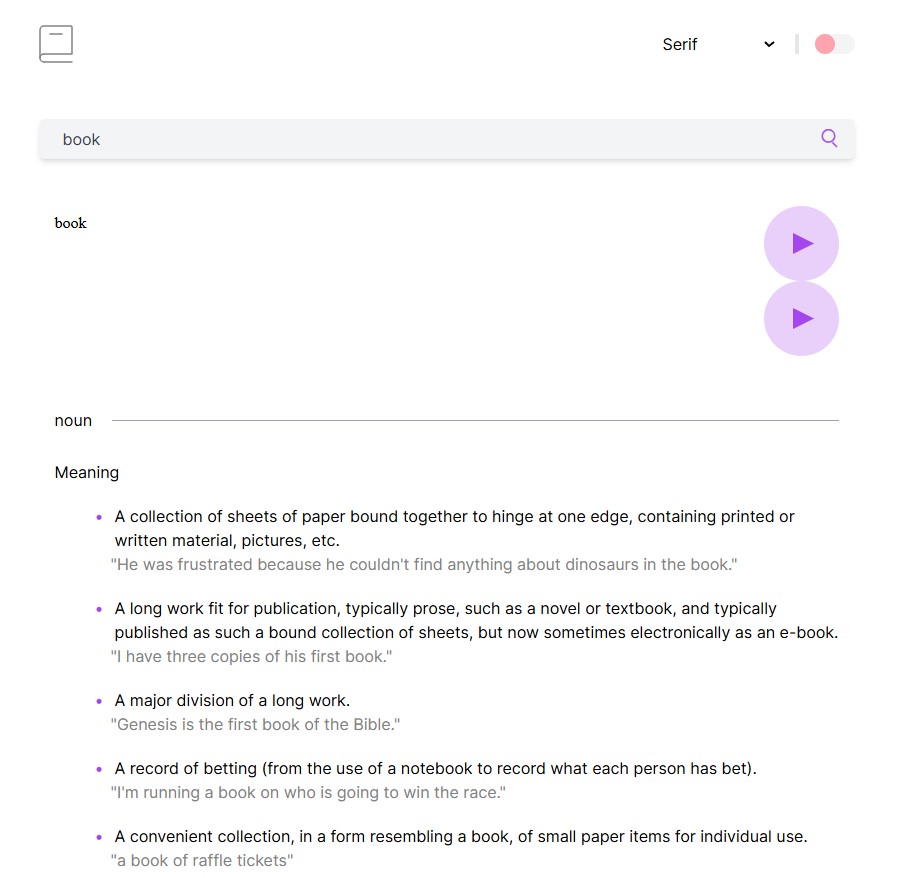 Serif
book
book
noun
Meaning
A collection of sheets of paper bound together to hinge at one edge, containing printed or
written material, pictures, etc.
"He was frustrated because he couldn't find anything about dinosaurs in the book."
A long work fit for publication, typically prose, such as a novel or textbook, and typically
published as such a bound collection of sheets, but now sometimes electronically as an e-book.
"I have three copies of his first book."
A major division of a long work.
"Genesis is the first book of the Bible."
A record of betting (from the use of a notebook to record what each person has bet).
"I'm running a book on who is going to win the race."
A convenient collection, in a form resembling a book, of small paper items for individual use.
"a book of raffle tickets"